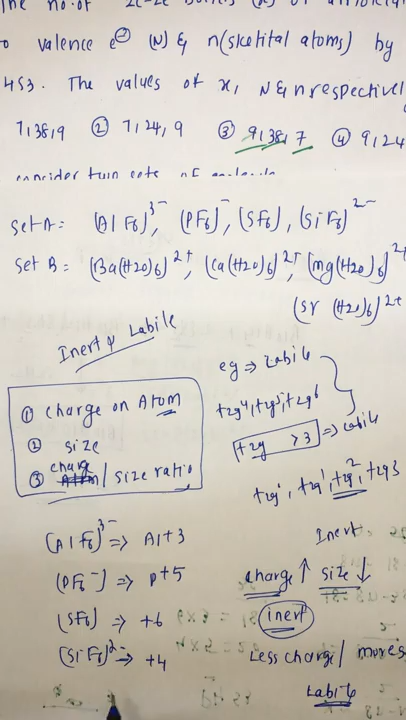 the no. of 2c-2e bonds (x)
to valence e⊖ (N) & n(skeletal atoms) by
4s3. The values of x, N & n respectively
7,38,9 ② 7,24,9 ③ 9,38,7 ④ 9,24
consider two sets of
Set A: (AlF6)3-, (PF6)-, (SF6), (SiF6)2-
Set B = (Ba(H2O)6)2+, (Ca(H2O)6)2+, (mg(H2O)6)2+
(Sr (H2O)6)2+
Inert & Labile
① charge on Atom
② size
③ charge / size ratio
eg => Labile
t2g4, t2g5, t2g6
t2g >3 => labile
t2g0, t2g1, t2g2, t2g3
Inert
(AlF6)3- => Al+3
(PF6-) => p+5
(SF6) => +6
(SiF6)2- → +4
charge ↑ size ↓
inert
Less charge / more s
Labile